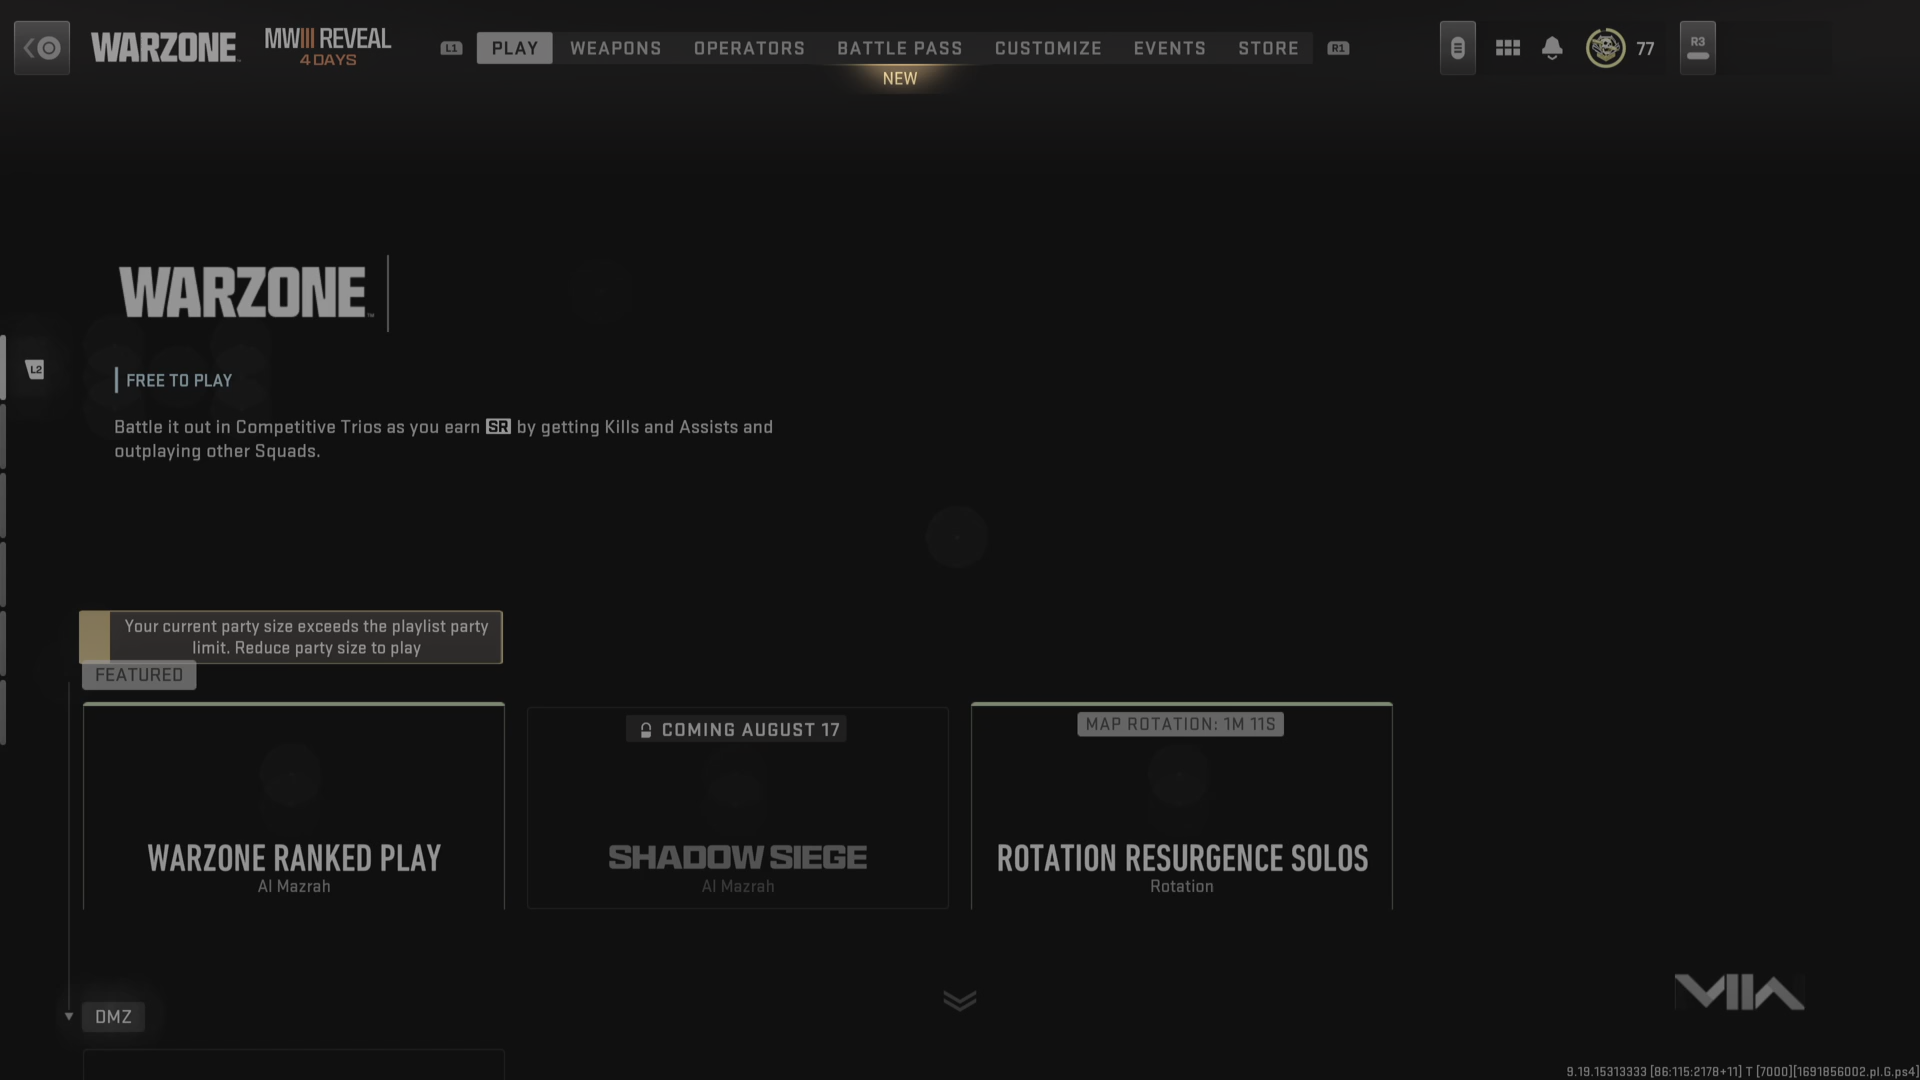 WARZONE
MWIII REVEAL
4 DAYS
L1
PLAY
WEAPONS
OPERATORS
BATTLE PASS
CUSTOMIZE
EVENTS
STORE
R1
77
R3
NEW
WARZONE™
L2
FREE TO PLAY
Battle it out in Competitive Trios as you earn SR by getting Kills and Assists and
outplaying other Squads.
Your current party size exceeds the playlist party
limit. Reduce party size to play
FEATURED
COMING AUGUST 17
MAP ROTATION: 1M 11S
WARZONE RANKED PLAY
Al Mazrah
SHADOW SIEGE
Al Mazrah
ROTATION RESURGENCE SOLOS
Rotation
DMZ
9.19.15313333 [86:115:2178+11] T [7000][1691856002.pl.G.ps4]